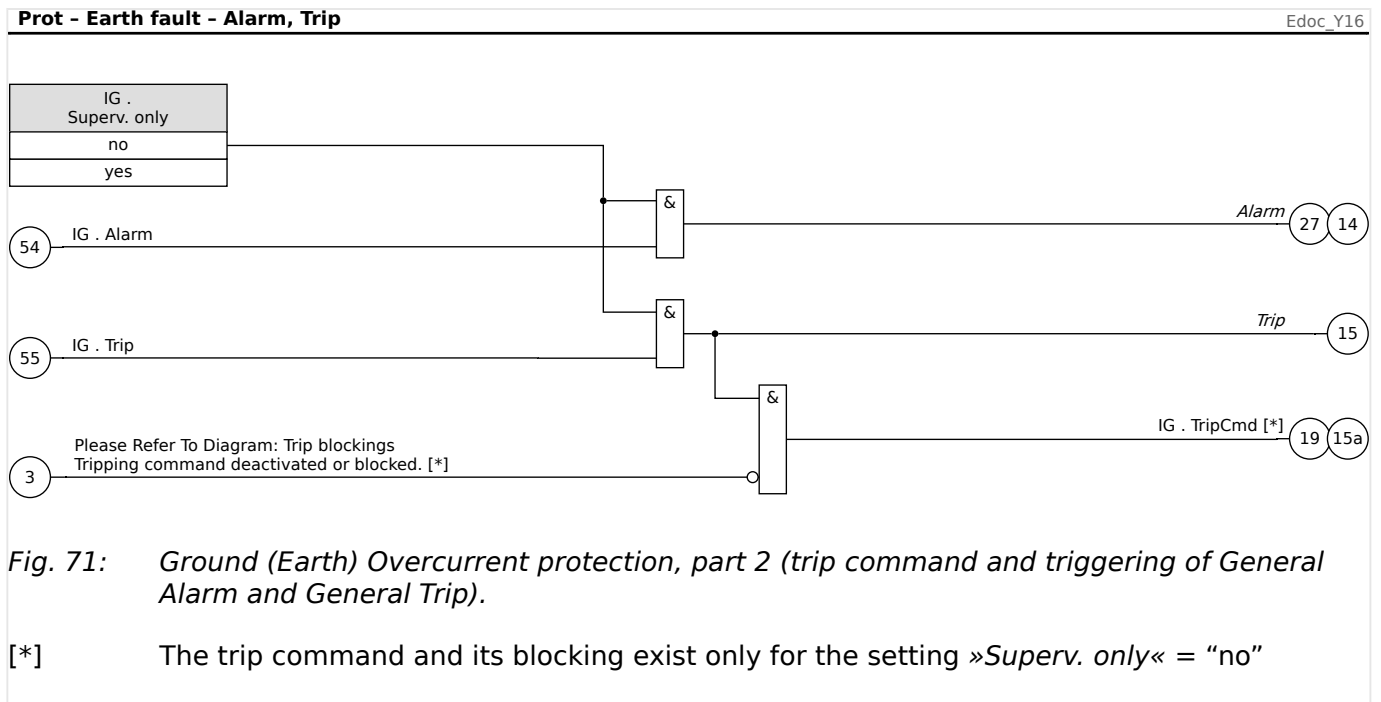 Prot – Earth fault – Alarm, Trip
Edoc_Y16
IG .
Superv. only
no
yes
&
Alarm
27
14
54
IG . Alarm
&
Trip
15
55
IG . Trip
&
IG . TripCmd [*]
19
15a
Please Refer To Diagram: Trip blockings
Tripping command deactivated or blocked. [*]
3
Fig. 71: Ground (Earth) Overcurrent protection, part 2 (trip command and triggering of General
Alarm and General Trip).
[*] The trip command and its blocking exist only for the setting »Superv. only« = “no”